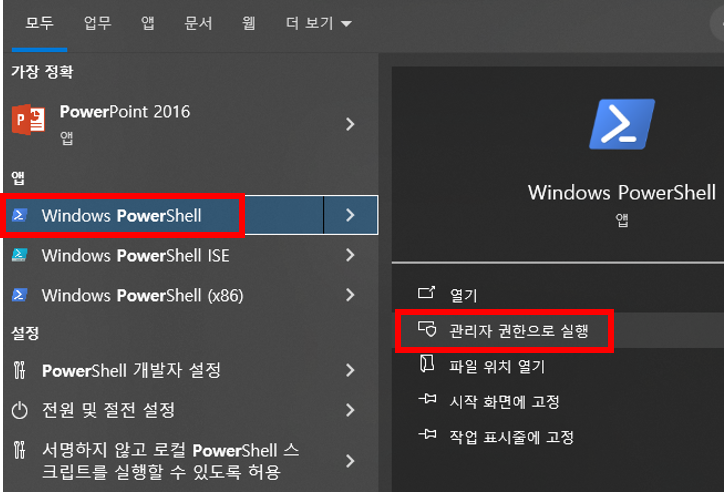 모두 업무 앱 문서 웹 더 보기
가장 정확
PowerPoint 2016
앱
앱
Windows PowerShell
Windows PowerShell ISE
Windows PowerShell (x86)
설정
PowerShell 개발자 설정
전원 및 절전 설정
서명하지 않고 로컬 PowerShell 스
크립트를 실행할 수 있도록 허용
Windows PowerShell
앱
열기
관리자 권한으로 실행
파일 위치 열기
시작 화면에 고정
작업 표시줄에 고정